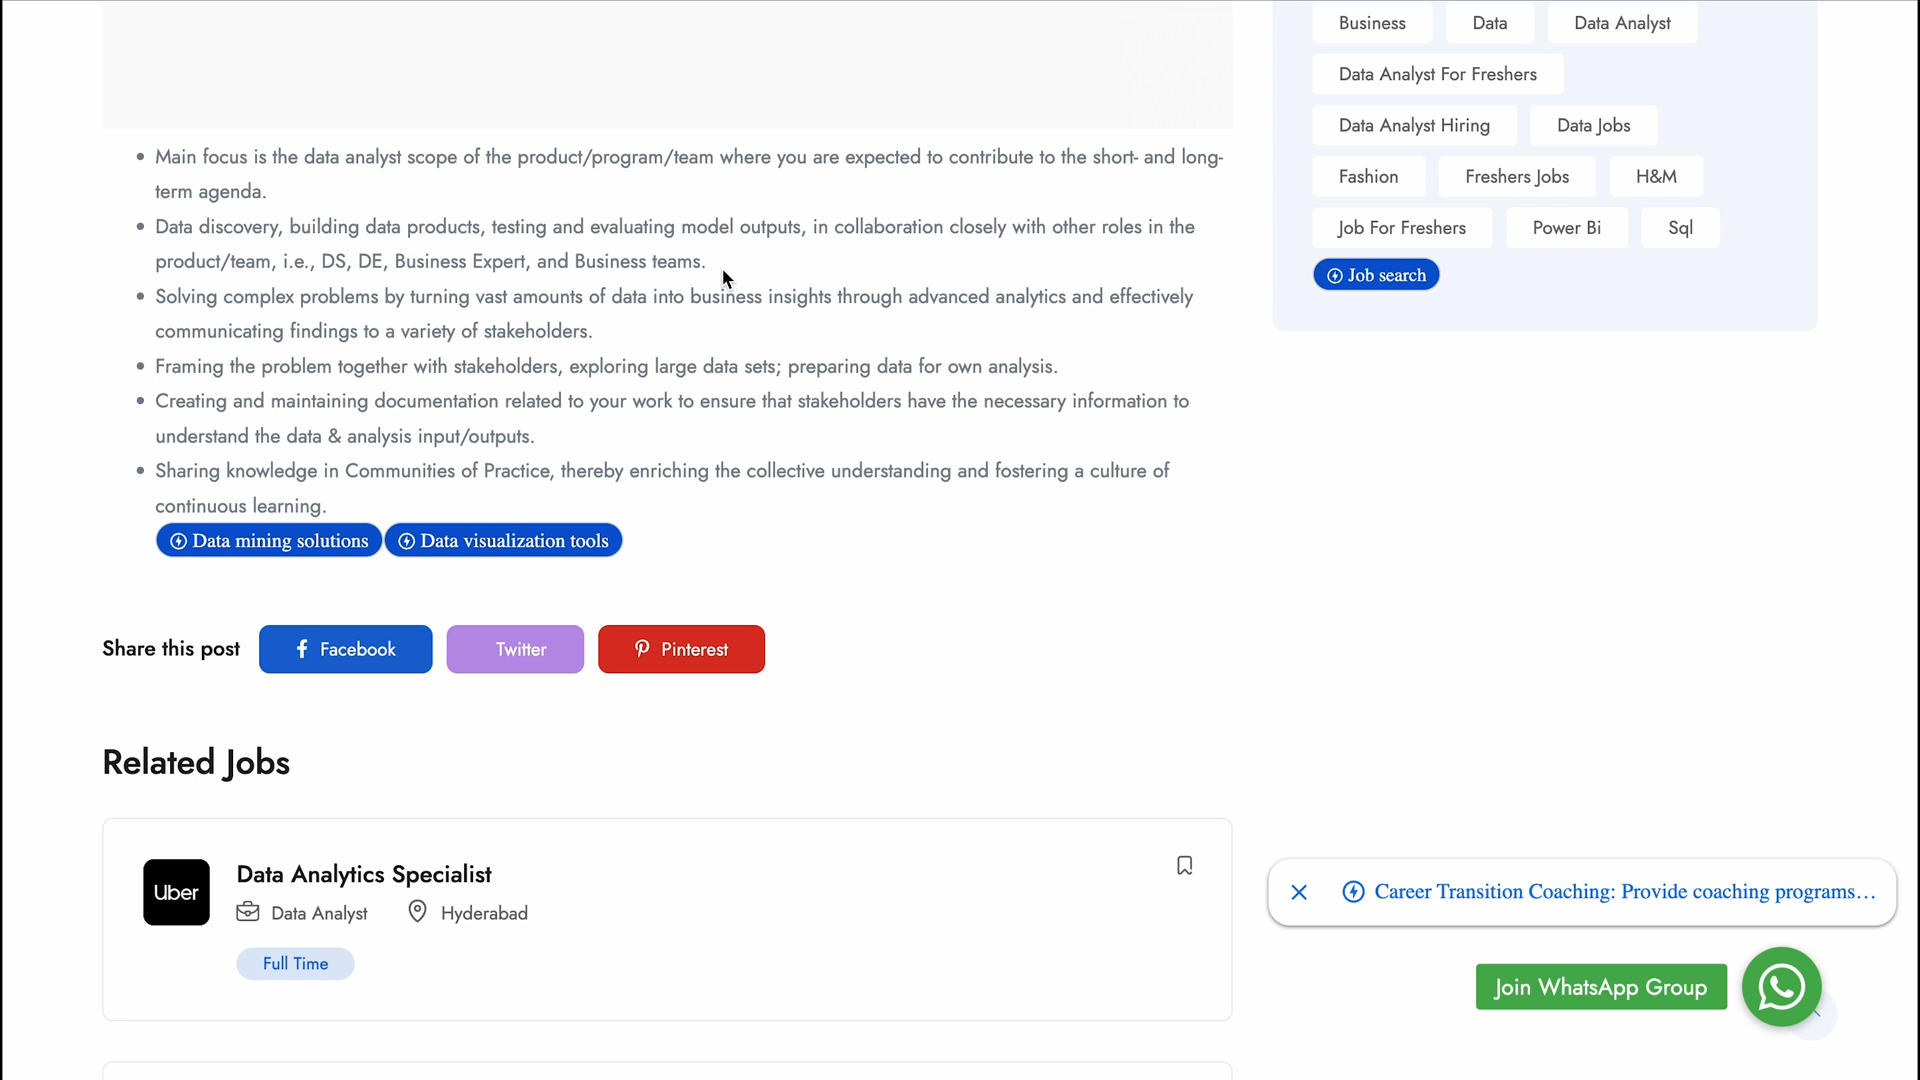 Business Data Data Analyst
Data Analyst For Freshers
Data Analyst Hiring Data Jobs
Fashion Freshers Jobs H&M
Job For Freshers Power Bi Sql
Job search
Main focus is the data analyst scope of the product/program/team where you are expected to contribute to the short- and long-
term agenda.
Data discovery, building data products, testing and evaluating model outputs, in collaboration closely with other roles in the
product/team, i.e., DS, DE, Business Expert, and Business teams.
Solving complex problems by turning vast amounts of data into business insights through advanced analytics and effectively
communicating findings to a variety of stakeholders.
Framing the problem together with stakeholders, exploring large data sets; preparing data for own analysis.
Creating and maintaining documentation related to your work to ensure that stakeholders have the necessary information to
understand the data & analysis input/outputs.
Sharing knowledge in Communities of Practice, thereby enriching the collective understanding and fostering a culture of
continuous learning.
Data mining solutions Data visualization tools
Share this post Facebook Twitter Pinterest
Related Jobs
Uber
Data Analytics Specialist
Data Analyst Hyderabad
Full Time
Career Transition Coaching: Provide coaching programs...
Join WhatsApp Group